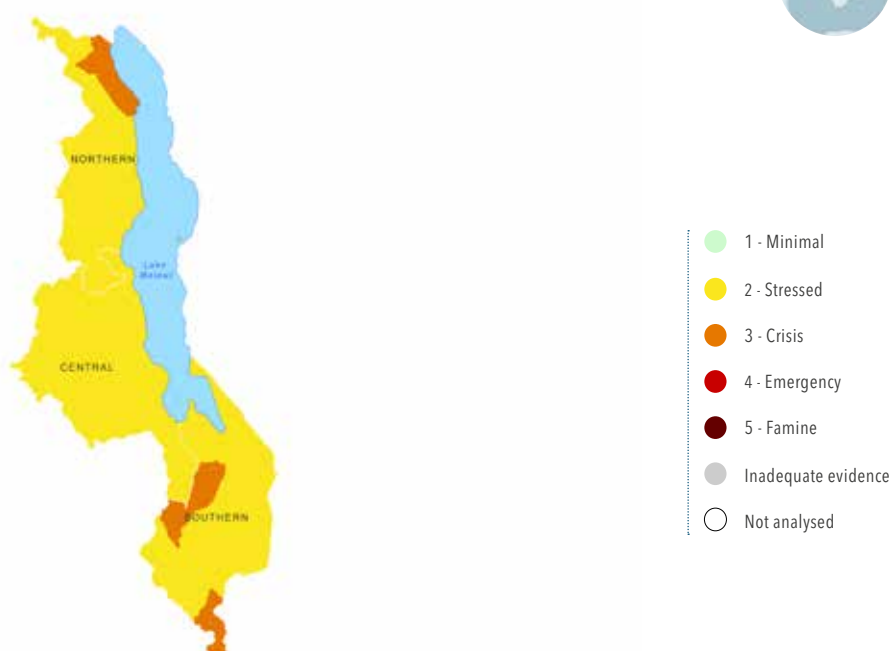 NORTHERN
Lake
Malawi
CENTRAL
SOUTHERN
1 - Minimal
2 - Stressed
3 - Crisis
4 - Emergency
5 - Famine
Inadequate evidence
Not analysed